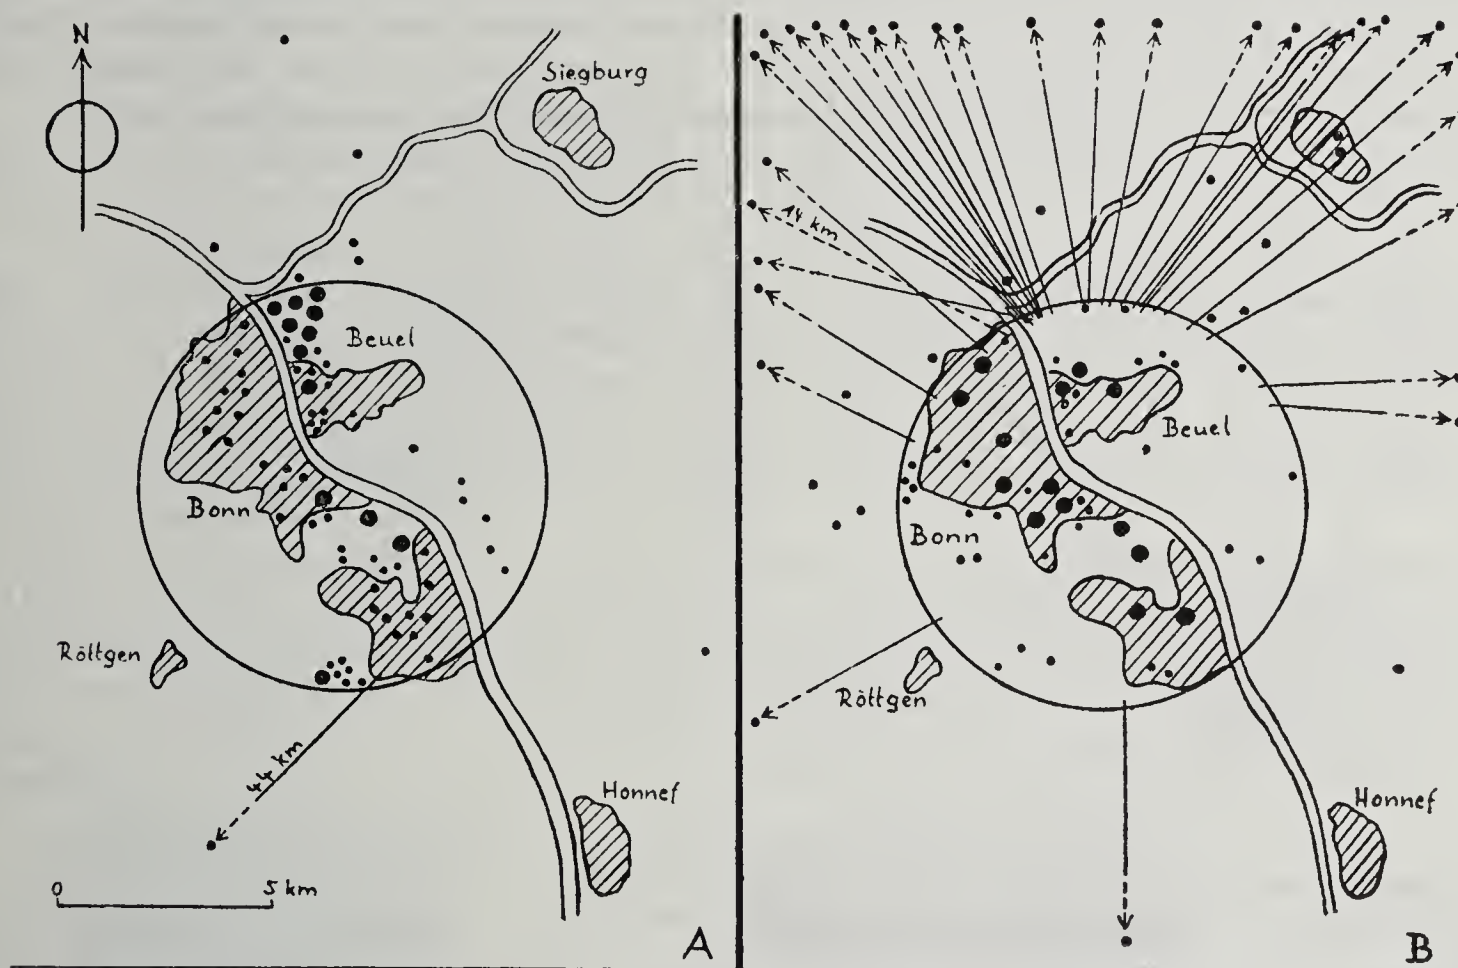 N
Siegburg
Beuel
Bonn
Röttgen
44 km
Honnef
0 5 km
A
14 km
Beuel
Bonn
Röttgen
Honnef
B